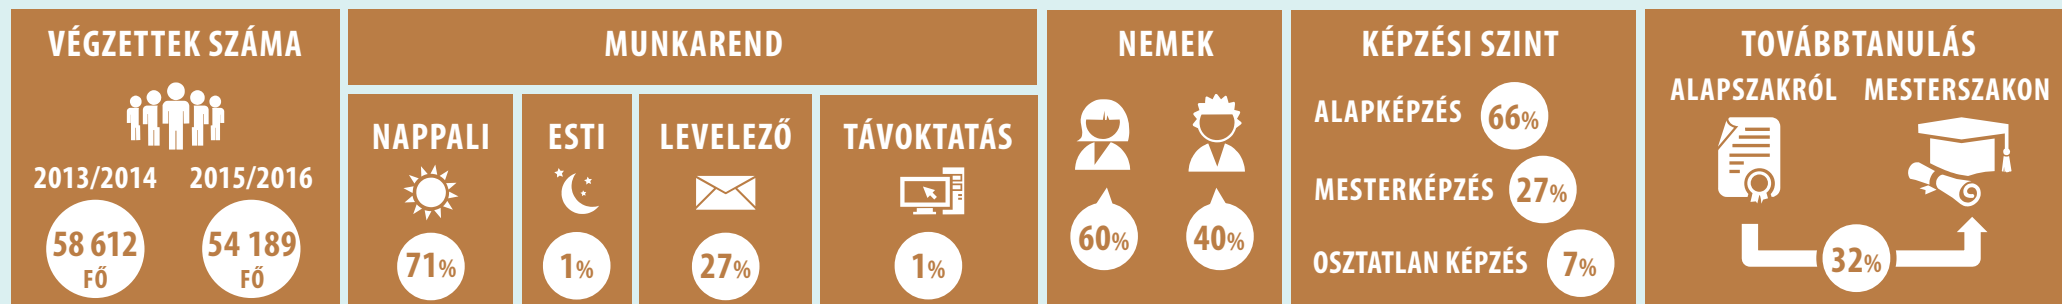 VÉGZETTEK SZÁMA
2013/2014 2015/2016
58 612 FŐ
54 189 FŐ
MUNKAREND
NAPPALI
71%
ESTI
1%
LEVELEZŐ
27%
TÁVOKTATÁS
1%
NEMEK
60% 40%
KÉPZÉSI SZINT
ALAPKÉPZÉS 66%
MESTERKÉPZÉS 27%
OSZTATLAN KÉPZÉS 7%
TOVÁBBTANULÁS
ALAPSZAKRÓL MESTERSZAKON
32%